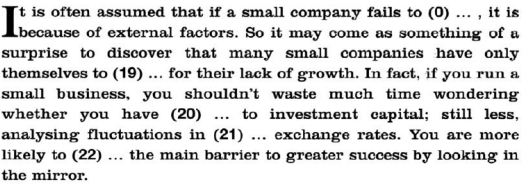 It is often assumed that if a small company fails to (0) ... , it is
because of external factors. So it may come as something of a
surprise to discover that many small companies have only
themselves to (19) ... for their lack of growth. In fact, if you run a
small business, you shouldn't waste much time wondering
whether you have (20) ... to investment capital; still less,
analysing fluctuations in (21) ... exchange rates. You are more
likely to (22) ... the main barrier to greater success by looking in
the mirror.